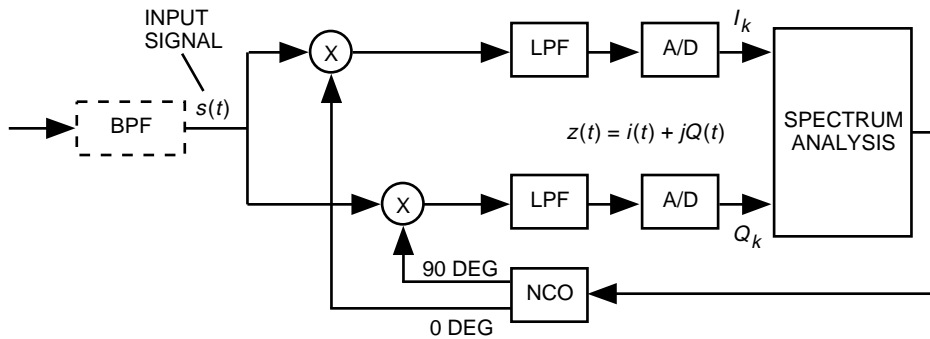 INPUT
SIGNAL
s(t)
BPF
X
LPF
A/D
I_k
z(t) = i(t) + jQ(t)
SPECTRUM
ANALYSIS
X
LPF
A/D
Q_k
90 DEG
NCO
0 DEG